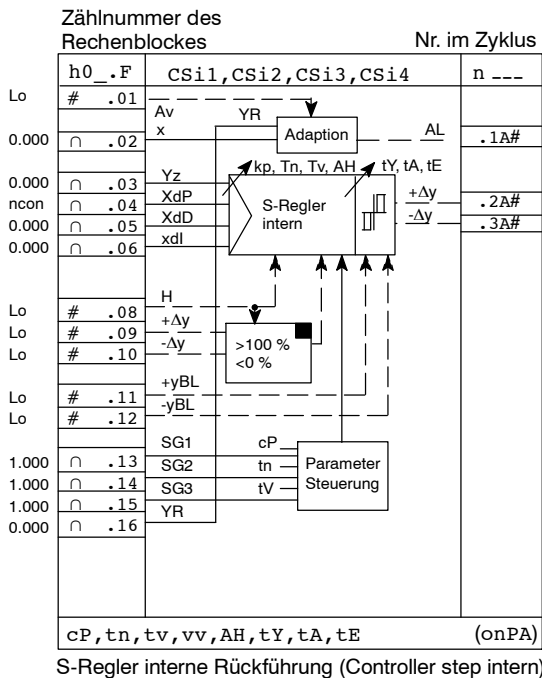 Zählnummer des
Rechenblockes
Nr. im Zyklus
h0_.F CSi1,CSi2,CSi3,CSi4 n ___
Lo # .01 Av
YR
Adaption
AL .1A#
0.000 ∩ .02 x
kp, Tn, Tv, AH tY, tA, tE
0.000 ∩ .03 Yz
ncon ∩ .04 XdP
0.000 ∩ .05 XdD
0.000 ∩ .06 xdI
S-Regler
intern
+Δy .2A#
-Δy .3A#
Lo # .08 H
Lo # .09 +Δy
Lo # .10 -Δy
>100 %
<0 %
Lo # .11 +yBL
Lo # .12 -yBL
1.000 ∩ .13 SG1 cP
1.000 ∩ .14 SG2 tn
1.000 ∩ .15 SG3 tV
0.000 ∩ .16 YR
Parameter
Steuerung
cP,tn,tv,vv,AH,tY,tA,tE (onPA)
S-Regler interne Rückführung (Controller step intern)